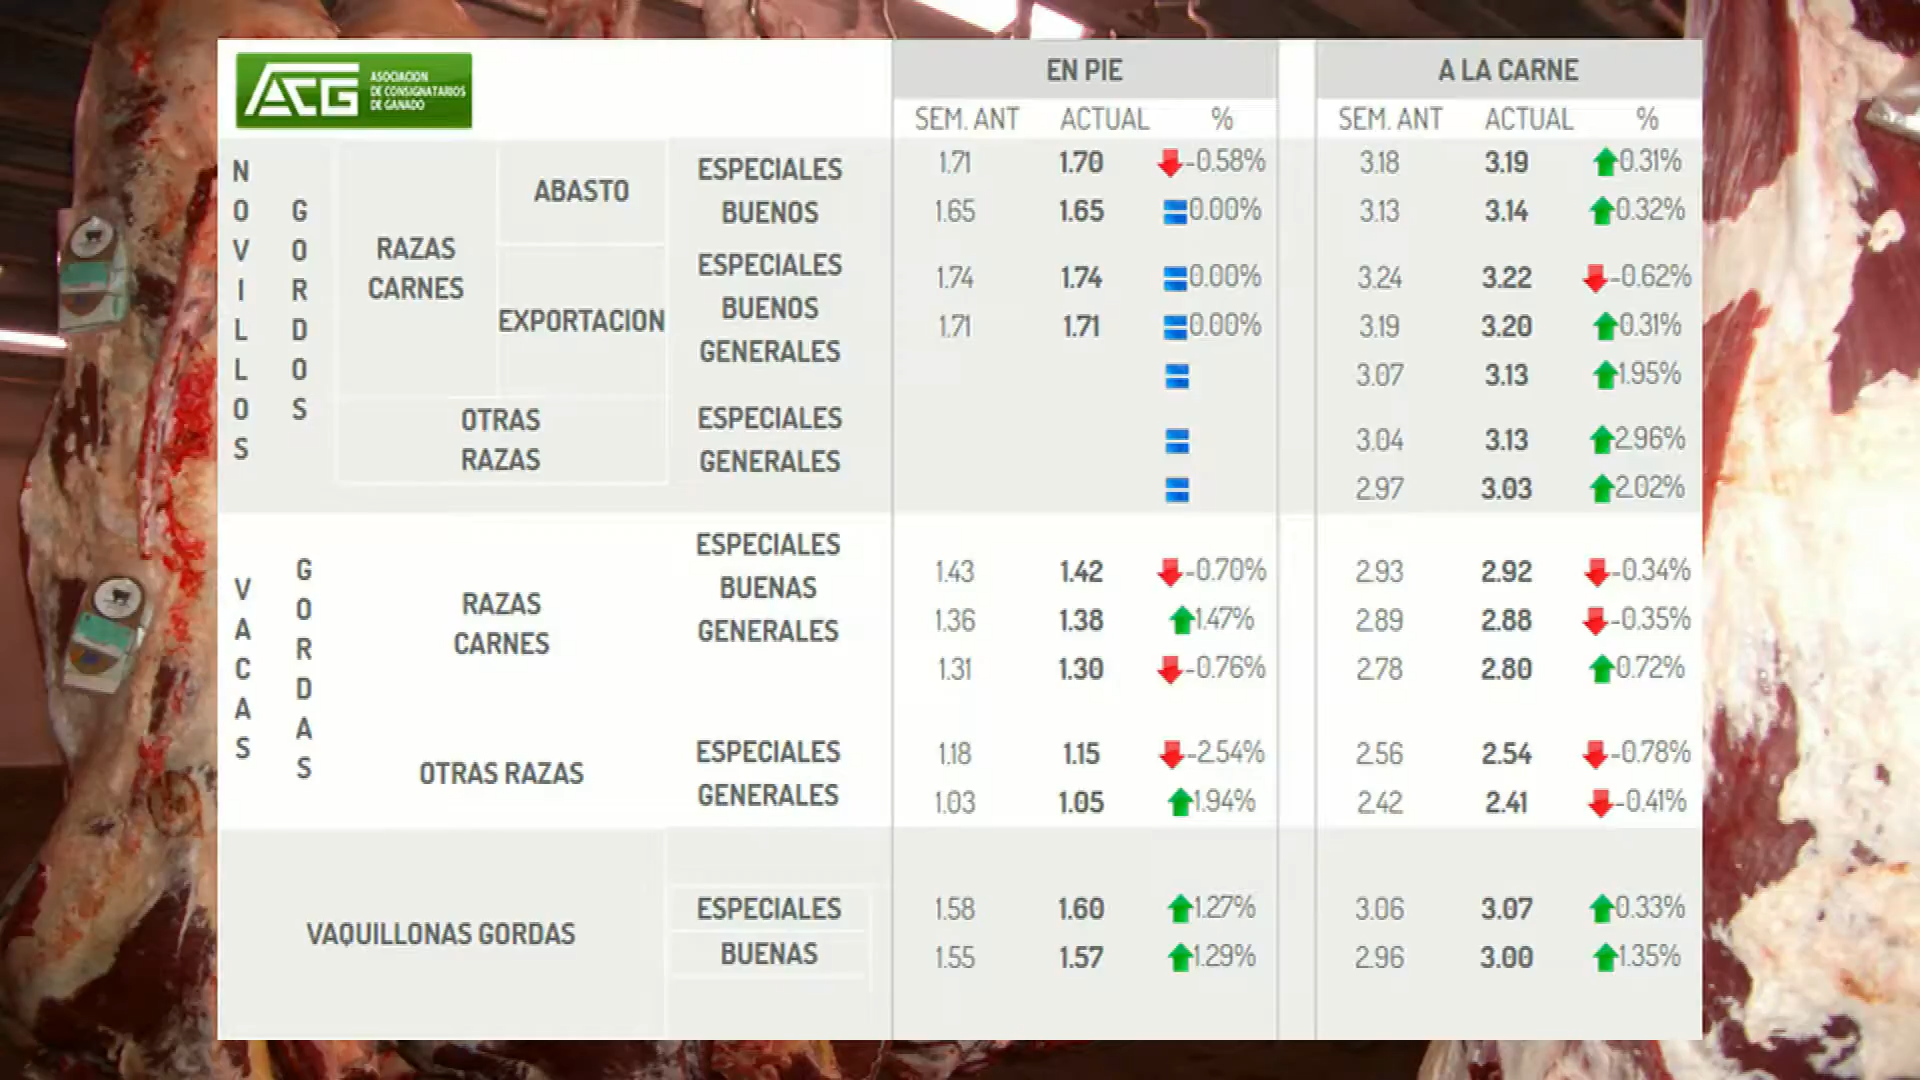 ACG ASOCIACION
DE CONSIGNATARIOS
DE GANADO
EN PIE A LA CARNE
SEM. ANT ACTUAL % SEM. ANT ACTUAL %
NOVILLOS
GORDOS
RAZAS
CARNES
ABASTO
ESPECIALES 1.71 1.70 -0.58% 3.18 3.19 0.31%
BUENOS 1.65 1.65 0.00% 3.13 3.14 0.32%
EXPORTACION
ESPECIALES 1.74 1.74 0.00% 3.24 3.22 -0.62%
BUENOS 1.71 1.71 0.00% 3.19 3.20 0.31%
GENERALES 3.07 3.13 1.95%
OTRAS
RAZAS
ESPECIALES 3.04 3.13 2.96%
GENERALES 2.97 3.03 2.02%
VACAS
GORDAS
RAZAS
CARNES
ESPECIALES 1.43 1.42 -0.70% 2.93 2.92 -0.34%
BUENAS 1.36 1.38 1.47% 2.89 2.88 -0.35%
GENERALES 1.31 1.30 -0.76% 2.78 2.80 0.72%
OTRAS RAZAS
ESPECIALES 1.18 1.15 -2.54% 2.56 2.54 -0.78%
GENERALES 1.03 1.05 1.94% 2.42 2.41 -0.41%
VAQUILLONAS GORDAS
ESPECIALES 1.58 1.60 1.27% 3.06 3.07 0.33%
BUENAS 1.55 1.57 1.29% 2.96 3.00 1.35%